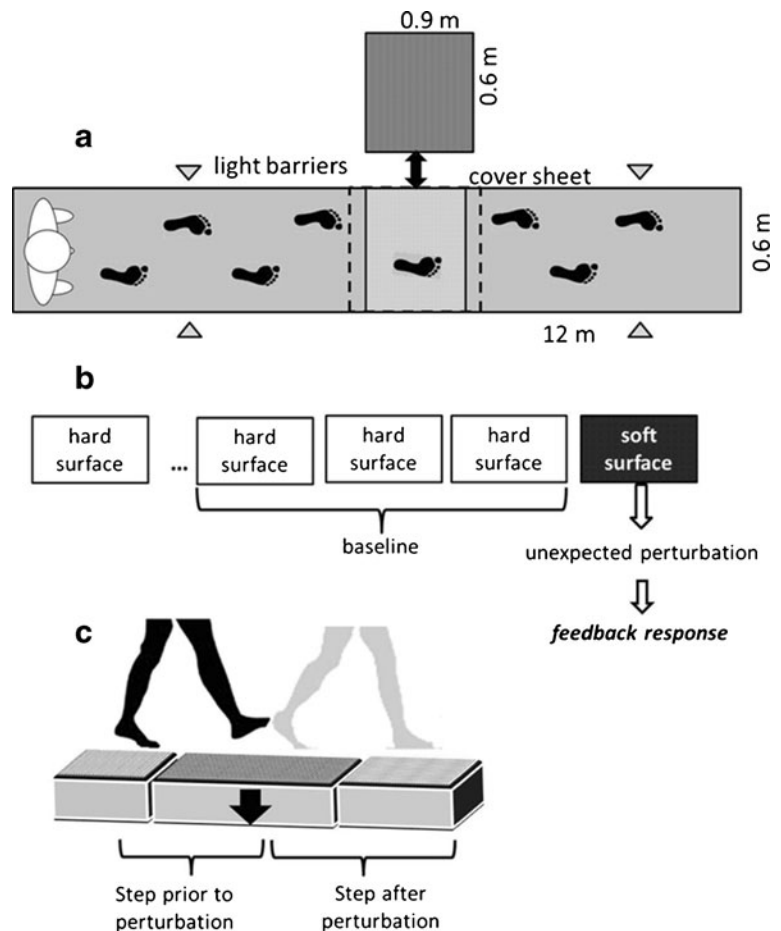 0.9 m
0.6 m
a
light barriers
cover sheet
0.6 m
12 m
b
hard
surface
...
hard
surface
hard
surface
hard
surface
soft
surface
baseline
unexpected perturbation
feedback response
c
Step prior to
perturbation
Step after
perturbation